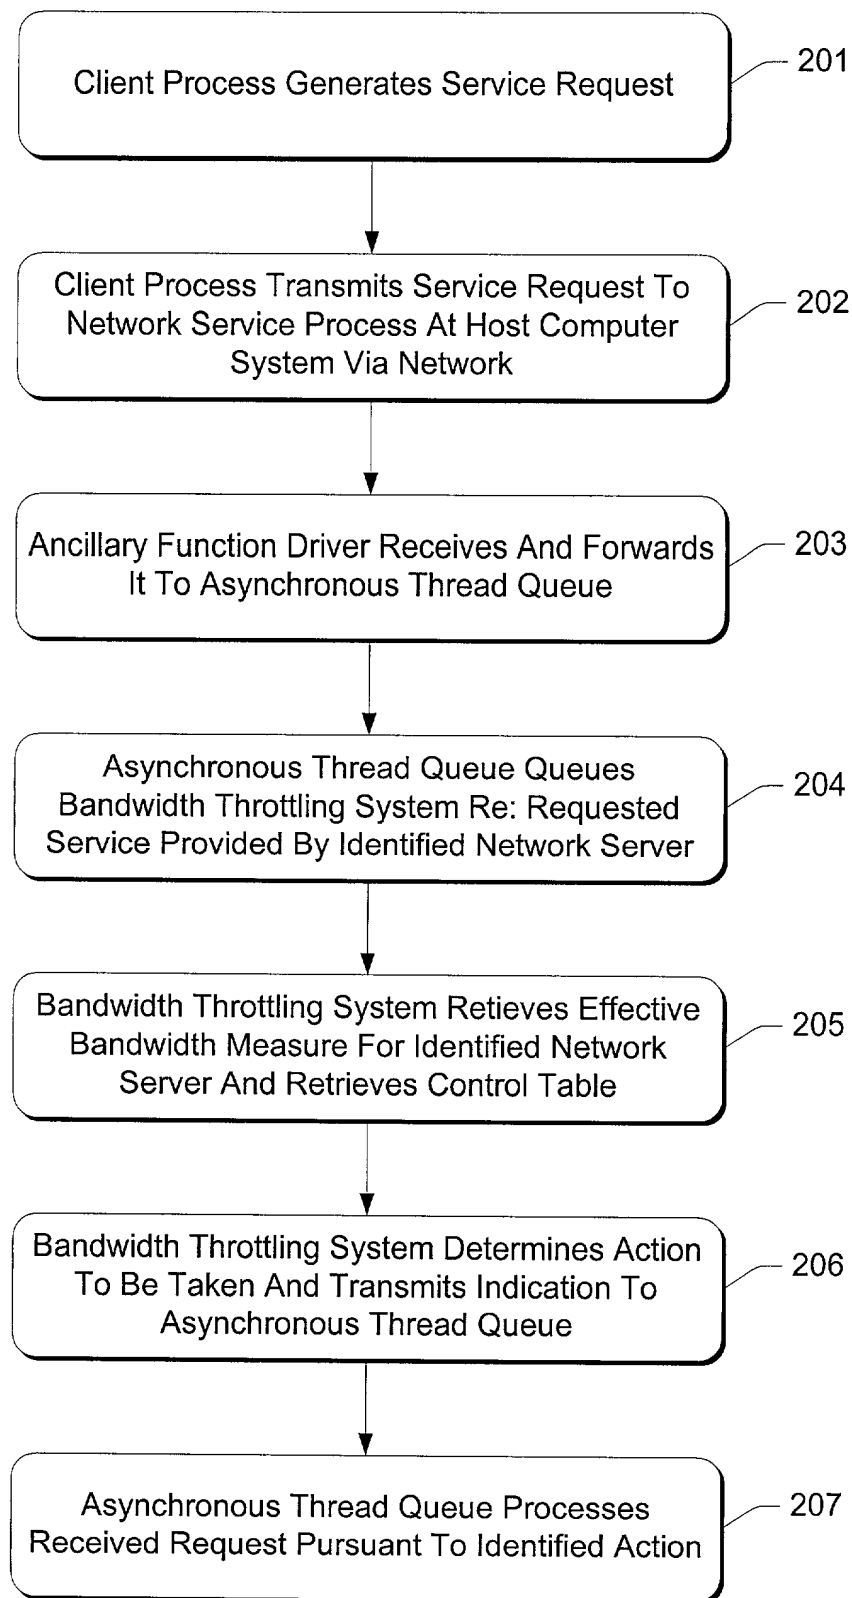 Client Process Generates Service Request
201
Client Process Transmits Service Request To
Network Service Process At Host Computer
System Via Network
202
Ancillary Function Driver Receives And Forwards
It To Asynchronous Thread Queue
203
Asynchronous Thread Queue Queues
Bandwidth Throttling System Re: Requested
Service Provided By Identified Network Server
204
Bandwidth Throttling System Retieves Effective
Bandwidth Measure For Identified Network
Server And Retrieves Control Table
205
Bandwidth Throttling System Determines Action
To Be Taken And Transmits Indication To
Asynchronous Thread Queue
206
Asynchronous Thread Queue Processes
Received Request Pursuant To Identified Action
207